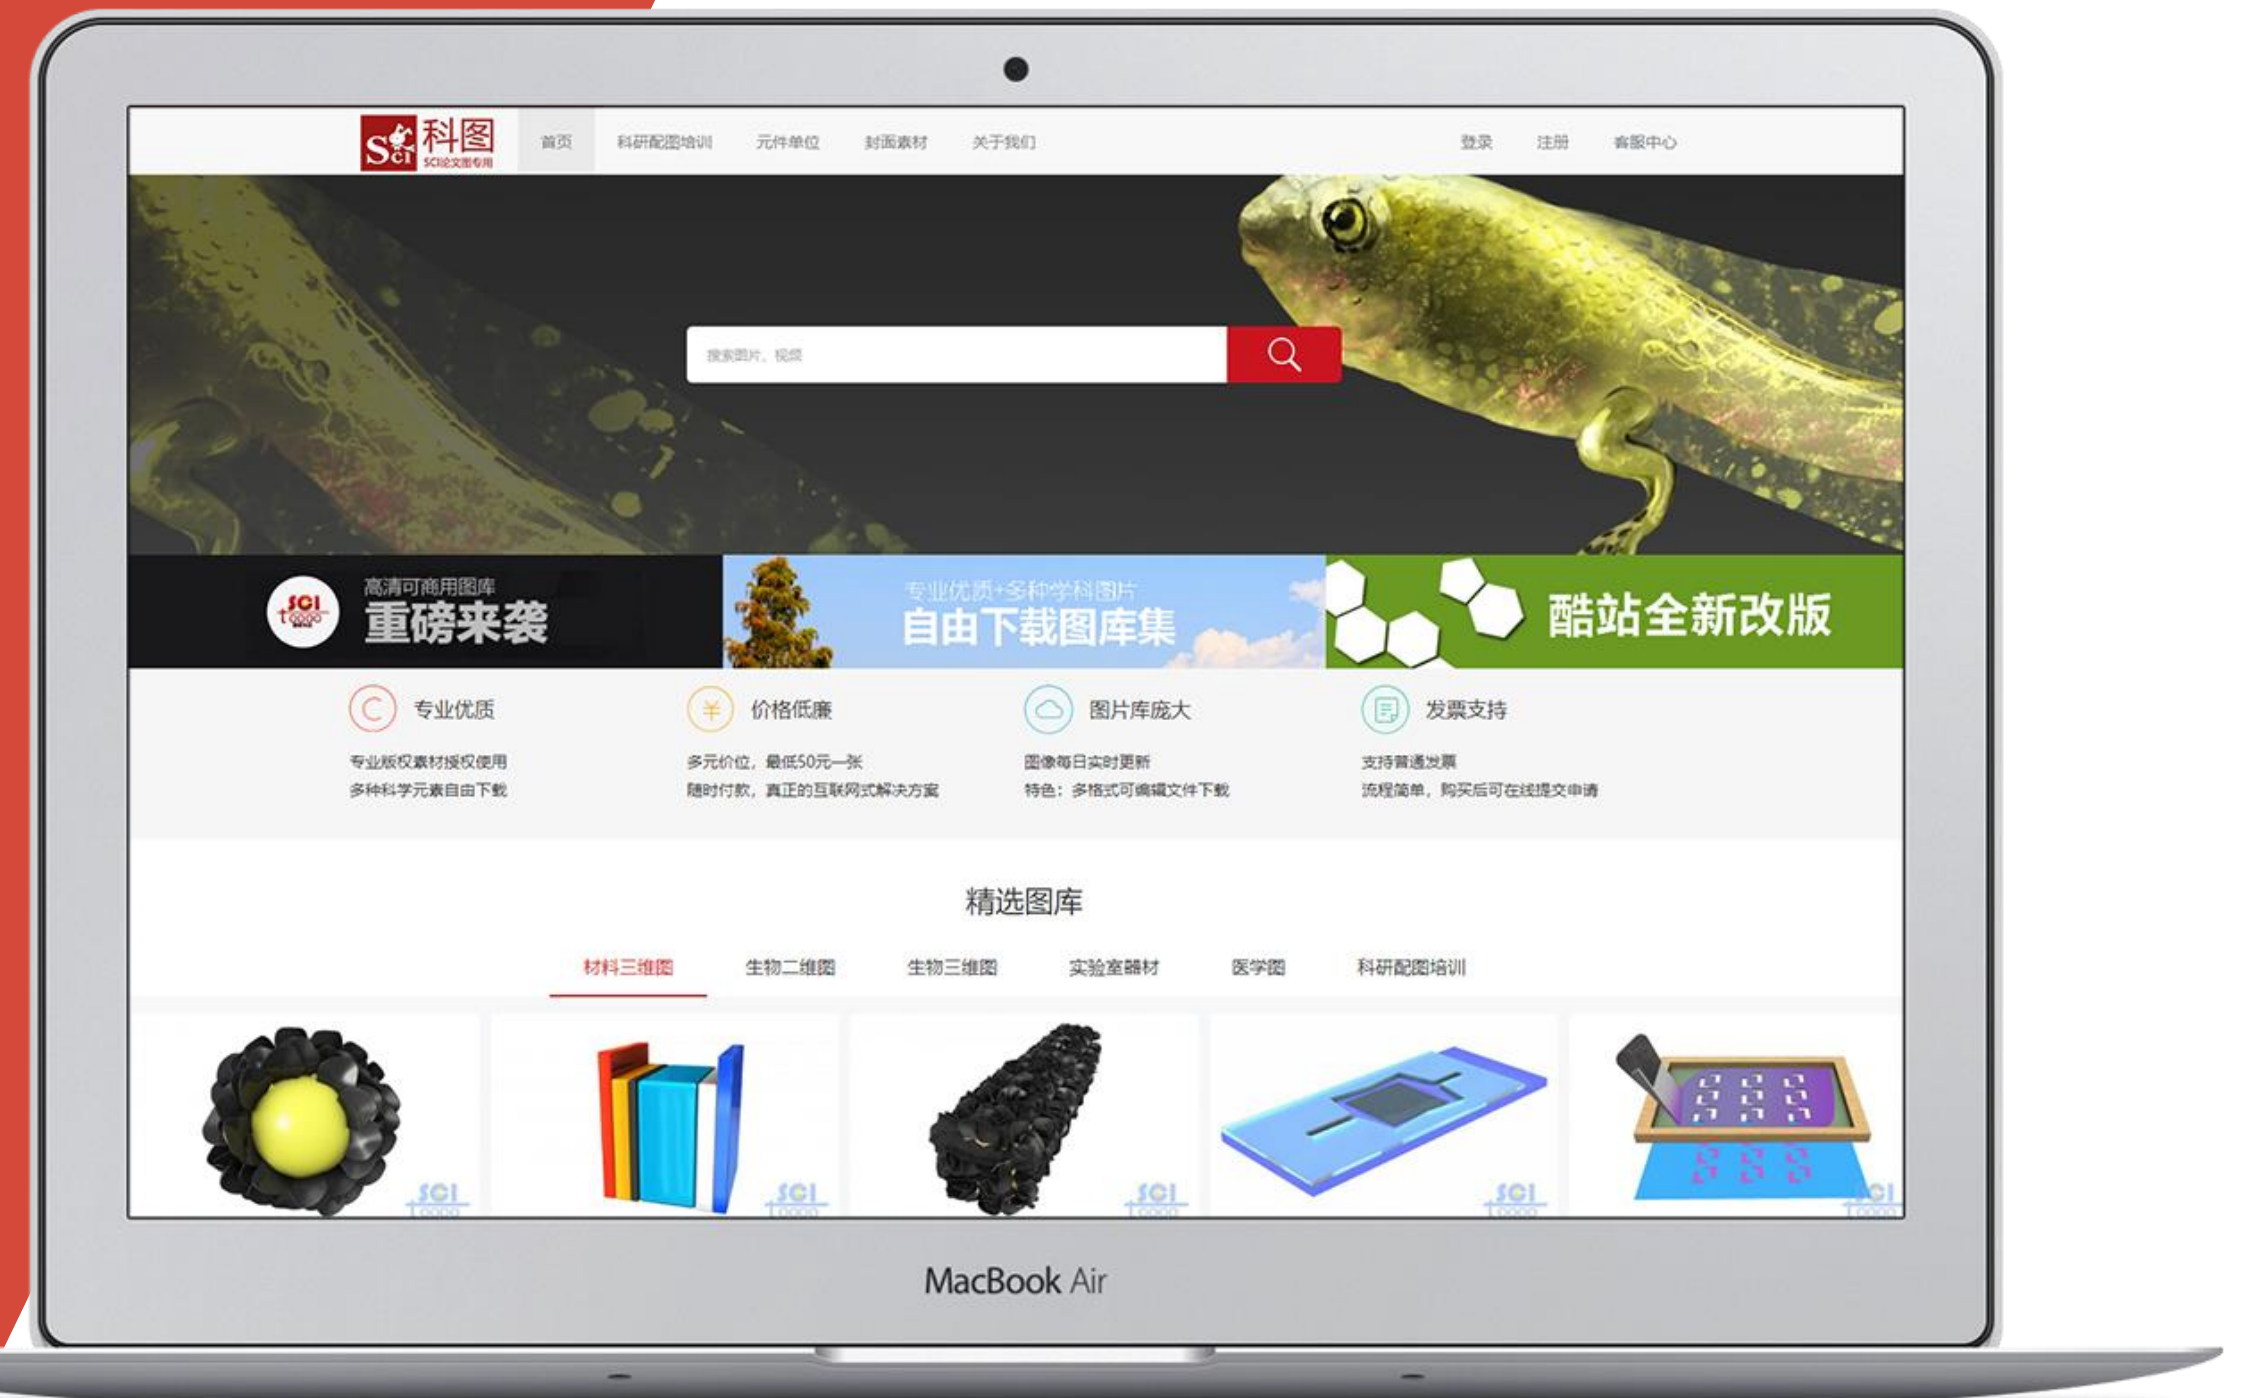 Sci 科图
SCI论文图专用
首页 科研配图培训 元件单位 封面素材 关于我们 登录 注册 客服中心
搜索图片、视频
SCI
高清可商用图库
重磅来袭
专业优质+多种学科图片
自由下载图库集
酷站全新改版
C 专业优质
¥ 价格低廉
图片库庞大
发票支持
专业版权素材授权使用
多种科学元素自由下载
多元价位，最低50元一张
随时付款，真正的互联网式解决方案
图像每日实时更新
特色：多格式可编辑文件下载
支持普通发票
流程简单，购买后可在线提交申请
精选图库
材料三维图 生物二维图 生物三维图 实验室器材 医学图 科研配图培训
SCI
SCI
SCI
SCI
SCI
MacBook Air